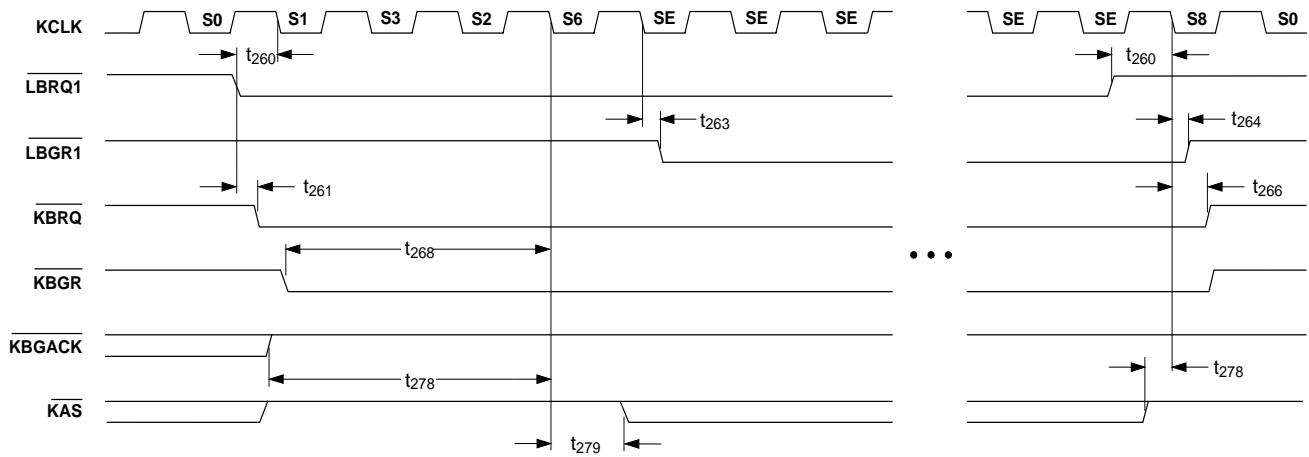 KCLK S0 S1 S3 S2 S6 SE SE SE SE SE S8 S0
t260 t260
LBRQ1
t263 t264
LBGR1
t261 t266
KBRQ
t268
KBGR
• • •
KBGACK
t278 t278
KAS
t279